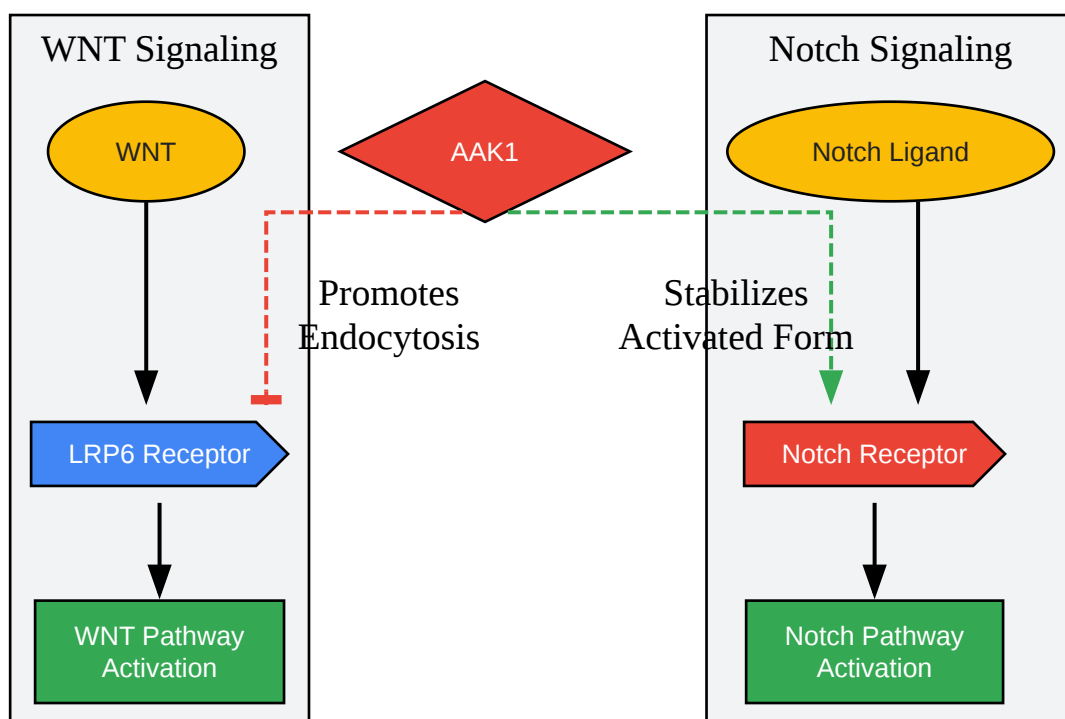 WNT Signaling
Notch Signaling
WNT
AAK1
Notch Ligand
Promotes
Endocytosis
Stabilizes
Activated Form
LRP6 Receptor
Notch Receptor
WNT Pathway
Activation
Notch Pathway
Activation